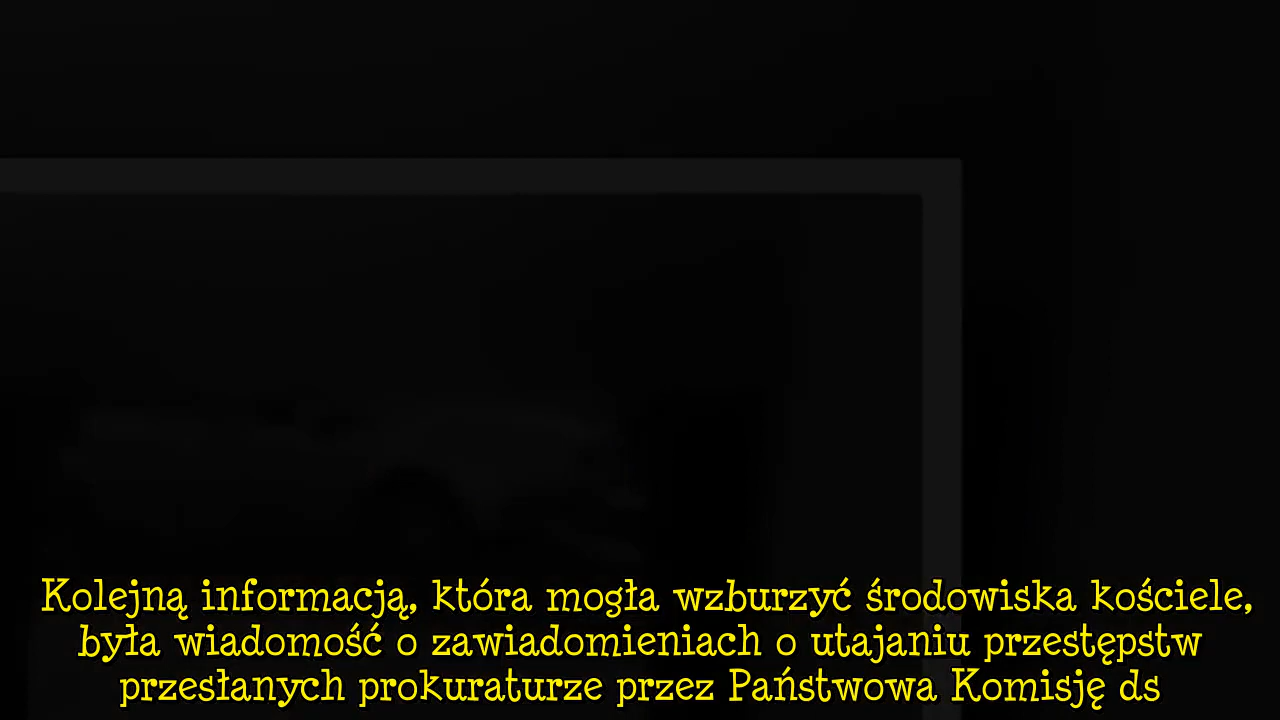 Kolejną informacją, która mogła wzburzyć środowiska kościele,
była wiadomość o zawiadomieniach o utajaniu przestępstw
przesłanych prokuraturze przez Państwowa Komisję ds